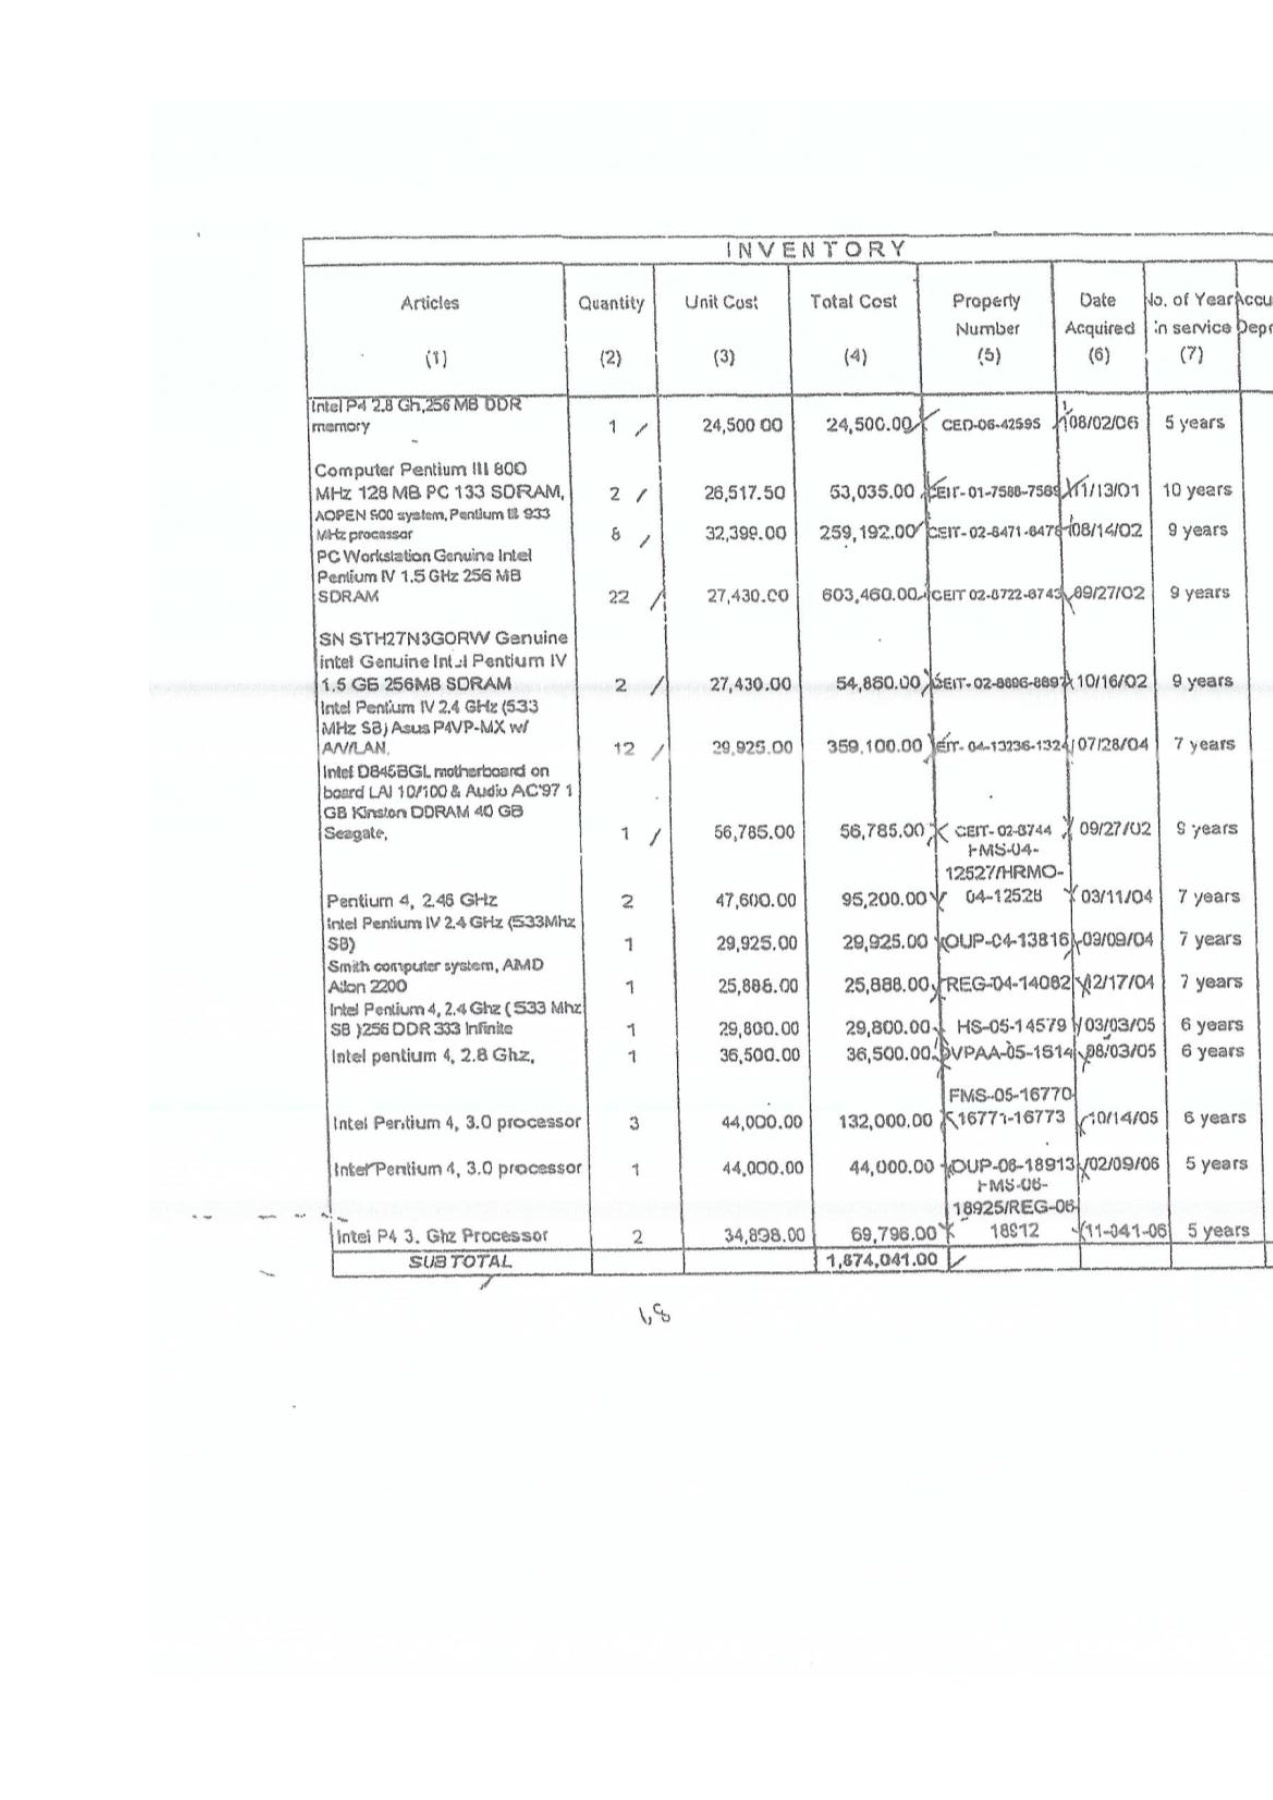 INVENTORY
Articles Quantity Unit Cost Total Cost Property Date No. of Year Accu
Number Acquired in service Depr
(1) (2) (3) (4) (5) (6) (7)
Intel P4 2.8 Gh,256 MB DDR
memory 1 24,500 00 24,500.00 CED-06-42595 08/02/06 5 years
Computer Pentium III 800
MHz 128 MB PC 133 SDRAM, 2 26,517.50 53,035.00 CEIT-01-7588-7589 11/13/01 10 years
AOPEN 900 system, Pentium III 933
MHz processor 8 32,399.00 259,192.00 CEIT-02-8471-8478 08/14/02 9 years
PC Workstation Genuine Intel
Pentium IV 1.5 GHz 256 MB
SDRAM 22 27,430.00 603,460.00 CEIT 02-8722-8743 09/27/02 9 years
SN STH27N3GORW Genuine
intel Genuine Intel Pentium IV
1.5 GB 256MB SDRAM 2 27,430.00 54,860.00 CEIT-02-8896-8897 10/16/02 9 years
Intel Pentium IV 2.4 GHz (533
MHz SB) Asus P4VP-MX w/
A/V/LAN, 12 29,925.00 359,100.00 EIT-04-13236-1324 07/28/04 7 years
Intel D845BGL motherboard on
board LAI 10/100 & Audio AC'97 1
GB Kinston DDRAM 40 GB
Seagate, 1 56,785.00 56,785.00 CEIT-02-8744 09/27/02 9 years
FMS-04-
12527/HRMO-
Pentium 4, 2.46 GHz 2 47,600.00 95,200.00 04-12528 03/11/04 7 years
Intel Pentium IV 2.4 GHz (533Mhz
SB) 1 29,925.00 29,925.00 OUP-04-13816 09/09/04 7 years
Smith computer system, AMD
Atlon 2200 1 25,888.00 25,888.00 REG-04-14082 12/17/04 7 years
Intel Pentium 4, 2.4 Ghz ( 533 Mhz
SB )256 DDR 333 Infinite 1 29,800.00 29,800.00 HS-05-14579 03/03/05 6 years
Intel pentium 4, 2.8 Ghz, 1 36,500.00 36,500.00 OVPAA-05-1614 08/03/05 6 years
FMS-05-16770-
Intel Pentium 4, 3.0 processor 3 44,000.00 132,000.00 16771-16773 10/14/05 6 years
Intel Pentium 4, 3.0 processor 1 44,000.00 44,000.00 OUP-06-18913 02/09/06 5 years
FMS-06-
18925/REG-06-
Intel P4 3. Ghz Processor 2 34,898.00 69,796.00 18912 11-041-06 5 years
SUB TOTAL 1,874,041.00
1,8